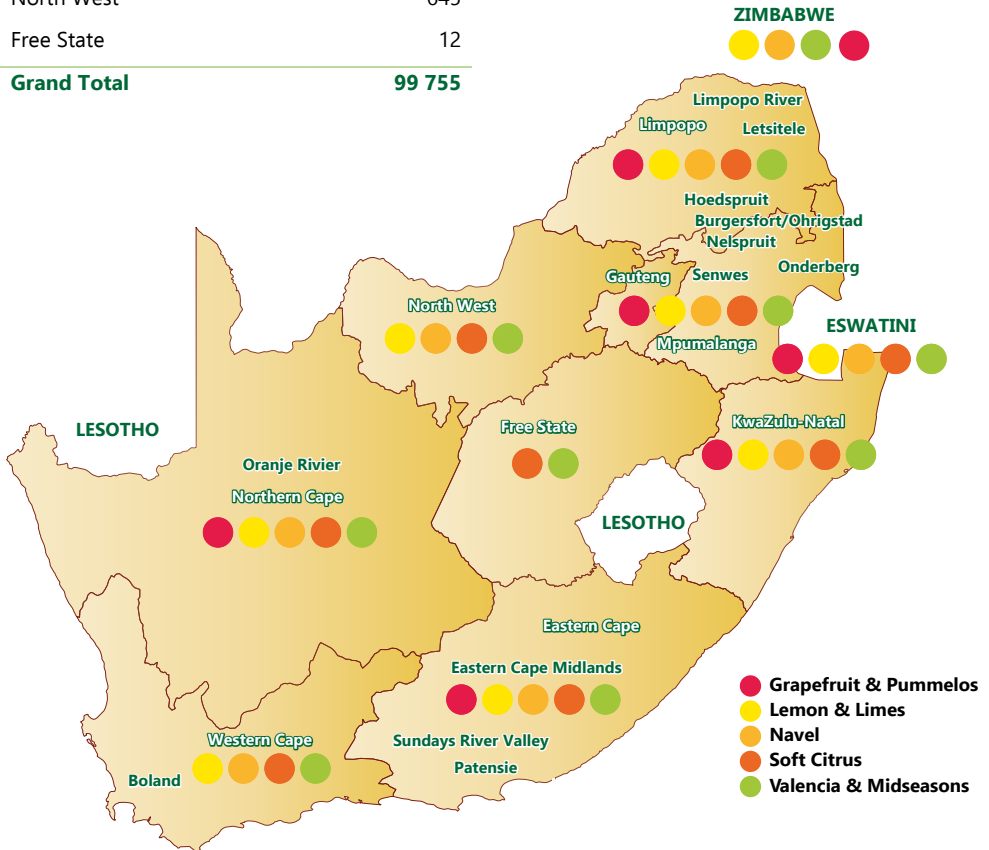 North West 645
Free State 12
Grand Total 99 755
ZIMBABWE
Limpopo River
Limpopo
Letsitele
Hoedspruit
Burgersfort/Ohrigstad
Nelspruit
Onderberg
Gauteng
Senwes
North West
ESWATINI
Mpumalanga
KwaZulu-Natal
Free State
LESOTHO
Oranje Rivier
Northern Cape
LESOTHO
Eastern Cape
Eastern Cape Midlands
Sundays River Valley
Patensie
Western Cape
Boland
Grapefruit & Pummelos
Lemon & Limes
Navel
Soft Citrus
Valencia & Midseasons